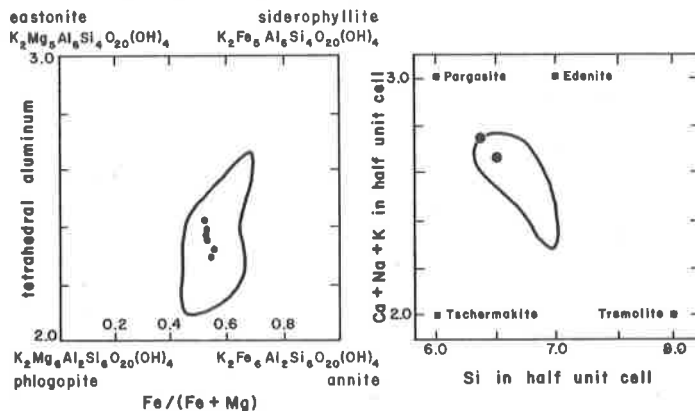 eastonite siderophyllite
K2Mg5Al6Si4O20(OH)4 K2Fe5Al6Si4O20(OH)4
3.0
tetrahedral aluminum
2.0
0.2 0.4 0.6 0.8
K2Mg6Al2Si6O20(OH)4 K2Fe6Al2Si6O20(OH)4
phlogopite annite
Fe/(Fe + Mg)
3.0
Pargasite Edenite
Ca + Na + K in half unit cell
2.0
Tschermakite Tremolite
6.0 7.0 8.0
Si in half unit cell